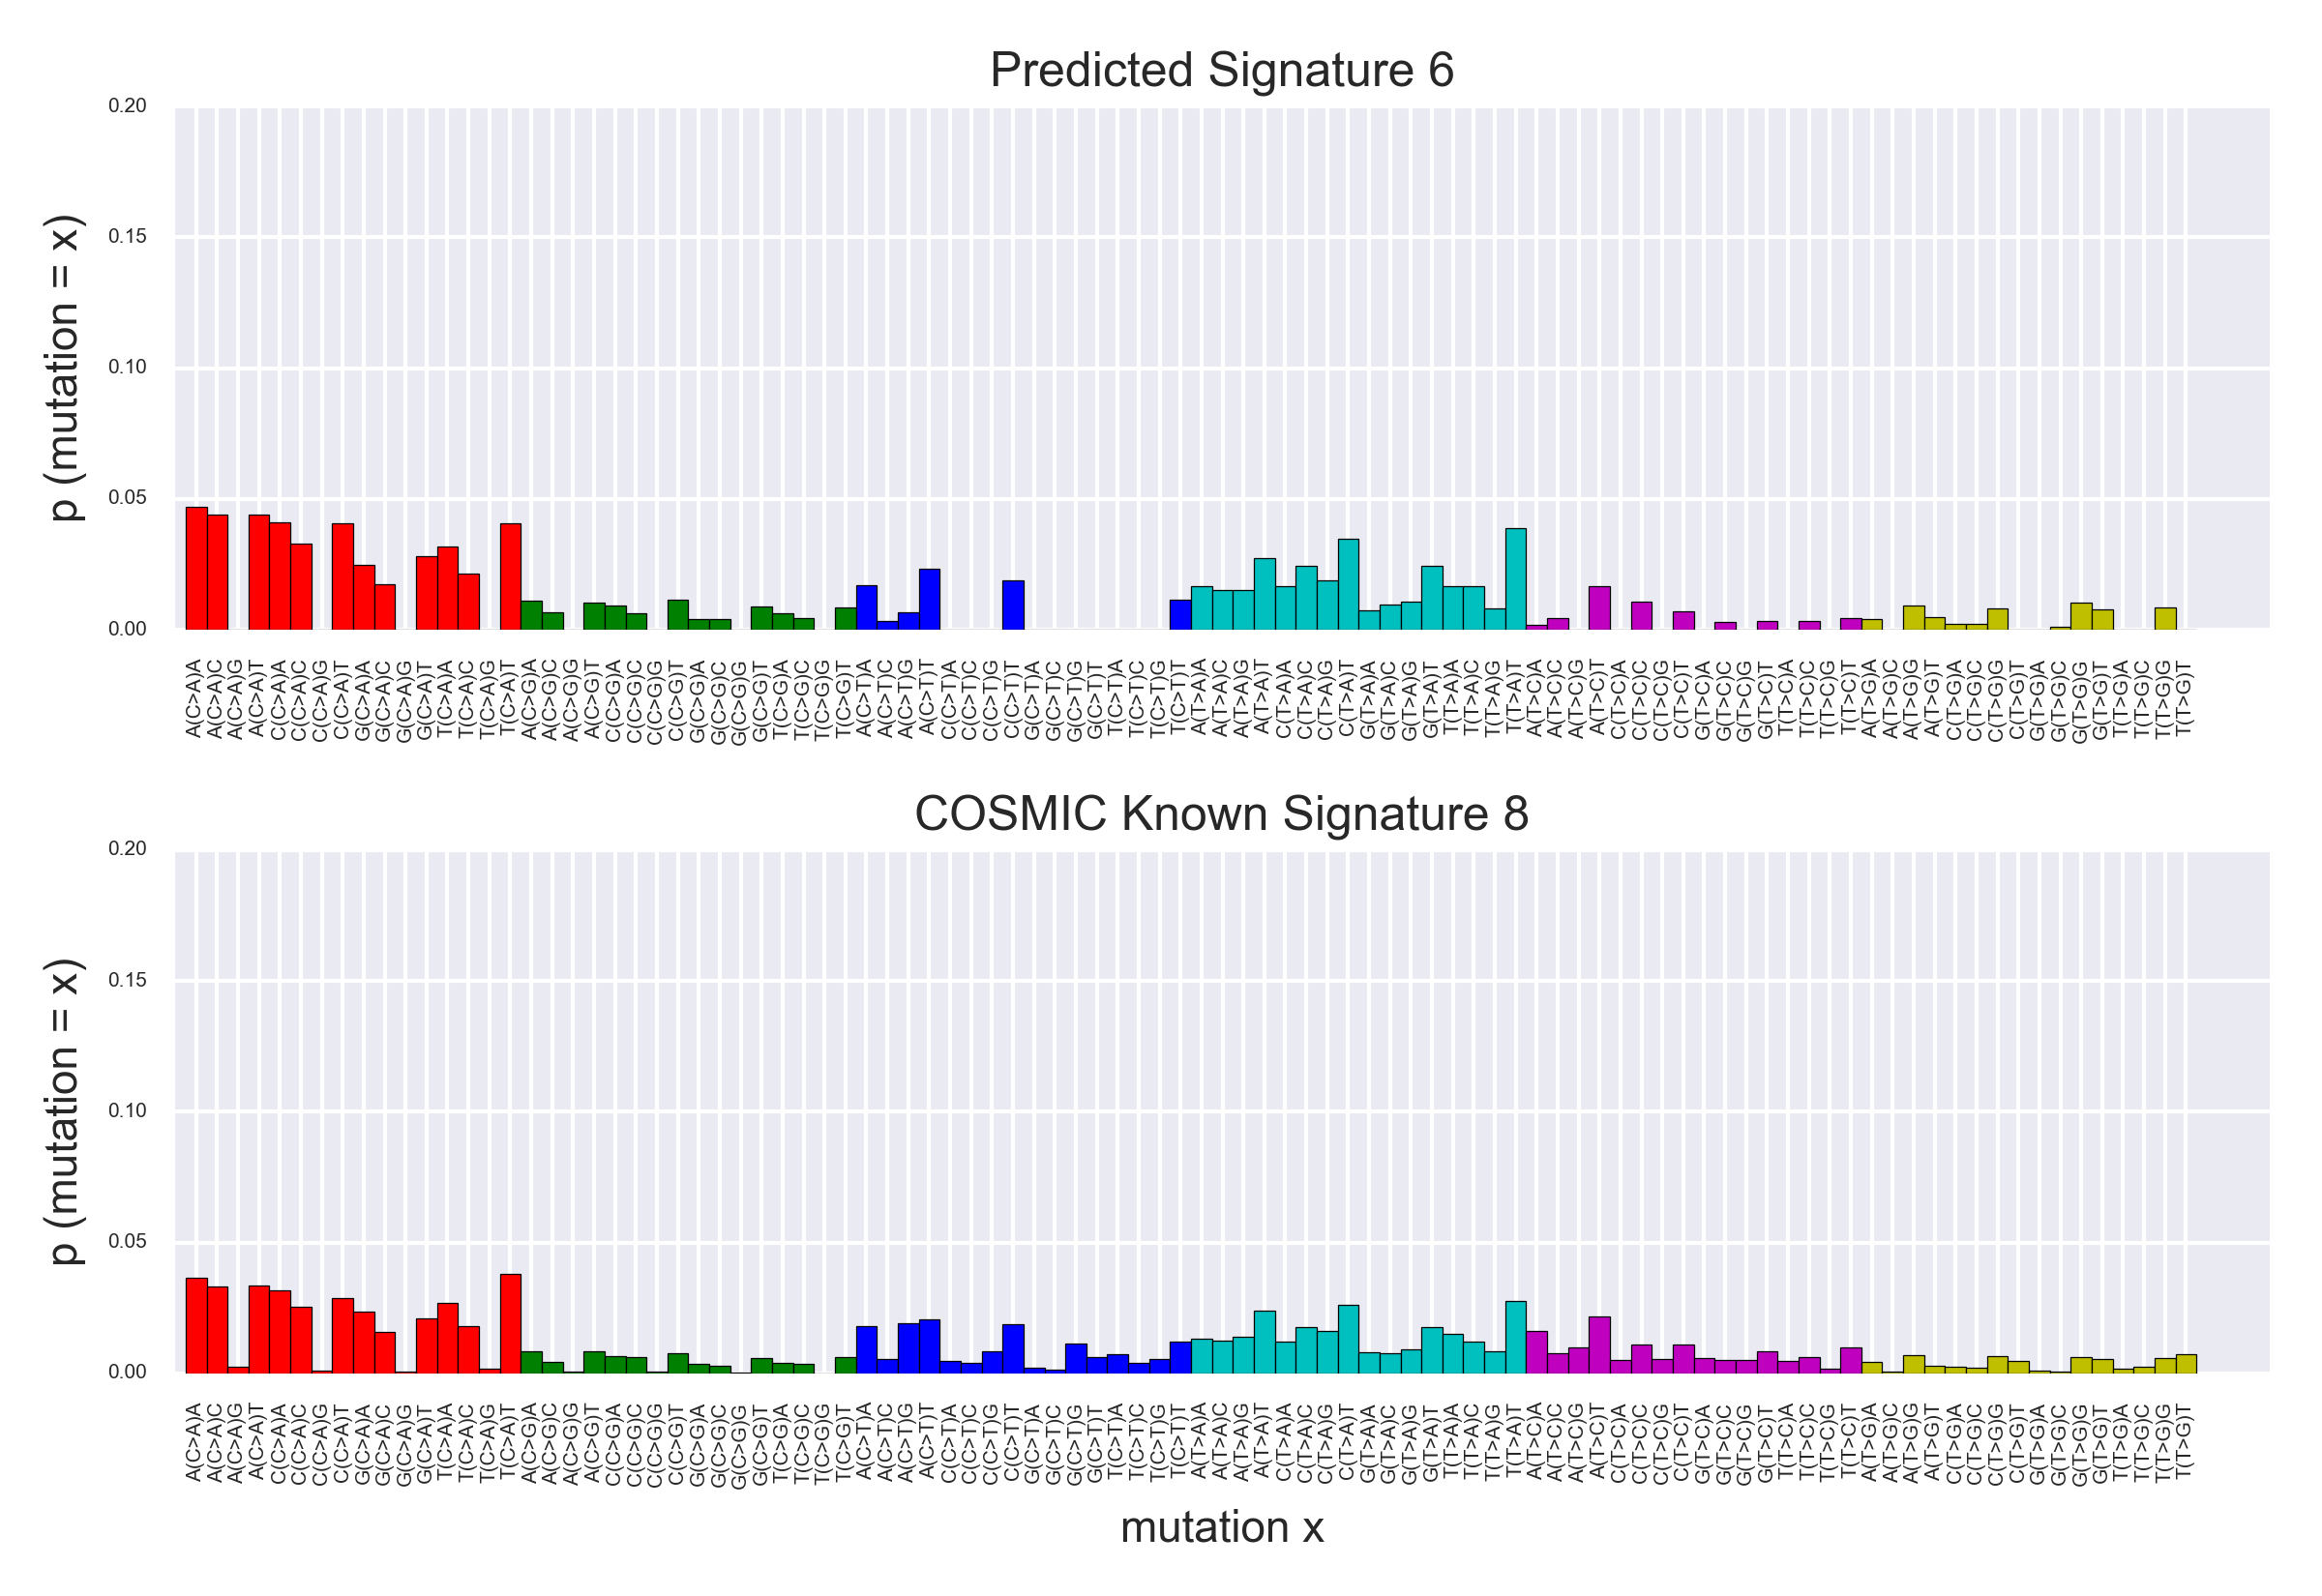 Predicted Signature 6
0.20
0.15
0.10
0.05
0.00
p (mutation = x)
A(C>A)A A(C>A)C A(C>A)G A(C>A)T C(C>A)A C(C>A)C C(C>A)G C(C>A)T G(C>A)A G(C>A)C G(C>A)G G(C>A)T T(C>A)A T(C>A)C T(C>A)G T(C>A)T A(C>G)A A(C>G)C A(C>G)G A(C>G)T C(C>G)A C(C>G)C C(C>G)G C(C>G)T G(C>G)A G(C>G)C G(C>G)G G(C>G)T T(C>G)A T(C>G)C T(C>G)G T(C>G)T A(C>T)A A(C>T)C A(C>T)G A(C>T)T C(C>T)A C(C>T)C C(C>T)G C(C>T)T G(C>T)A G(C>T)C G(C>T)G G(C>T)T T(C>T)A T(C>T)C T(C>T)G T(C>T)T A(T>A)A A(T>A)C A(T>A)G A(T>A)T C(T>A)A C(T>A)C C(T>A)G C(T>A)T G(T>A)A G(T>A)C G(T>A)G G(T>A)T T(T>A)A T(T>A)C T(T>A)G T(T>A)T A(T>C)A A(T>C)C A(T>C)G A(T>C)T C(T>C)A C(T>C)C C(T>C)G C(T>C)T G(T>C)A G(T>C)C G(T>C)G G(T>C)T T(T>C)A T(T>C)C T(T>C)G T(T>C)T A(T>G)A A(T>G)C A(T>G)G A(T>G)T C(T>G)A C(T>G)C C(T>G)G C(T>G)T G(T>G)A G(T>G)C G(T>G)G G(T>G)T T(T>G)A T(T>G)C T(T>G)G T(T>G)T
COSMIC Known Signature 8
0.20
0.15
0.10
0.05
0.00
p (mutation = x)
A(C>A)A A(C>A)C A(C>A)G A(C>A)T C(C>A)A C(C>A)C C(C>A)G C(C>A)T G(C>A)A G(C>A)C G(C>A)G G(C>A)T T(C>A)A T(C>A)C T(C>A)G T(C>A)T A(C>G)A A(C>G)C A(C>G)G A(C>G)T C(C>G)A C(C>G)C C(C>G)G C(C>G)T G(C>G)A G(C>G)C G(C>G)G G(C>G)T T(C>G)A T(C>G)C T(C>G)G T(C>G)T A(C>T)A A(C>T)C A(C>T)G A(C>T)T C(C>T)A C(C>T)C C(C>T)G C(C>T)T G(C>T)A G(C>T)C G(C>T)G G(C>T)T T(C>T)A T(C>T)C T(C>T)G T(C>T)T A(T>A)A A(T>A)C A(T>A)G A(T>A)T C(T>A)A C(T>A)C C(T>A)G C(T>A)T G(T>A)A G(T>A)C G(T>A)G G(T>A)T T(T>A)A T(T>A)C T(T>A)G T(T>A)T A(T>C)A A(T>C)C A(T>C)G A(T>C)T C(T>C)A C(T>C)C C(T>C)G C(T>C)T G(T>C)A G(T>C)C G(T>C)G G(T>C)T T(T>C)A T(T>C)C T(T>C)G T(T>C)T A(T>G)A A(T>G)C A(T>G)G A(T>G)T C(T>G)A C(T>G)C C(T>G)G C(T>G)T G(T>G)A G(T>G)C G(T>G)G G(T>G)T T(T>G)A T(T>G)C T(T>G)G T(T>G)T
mutation x